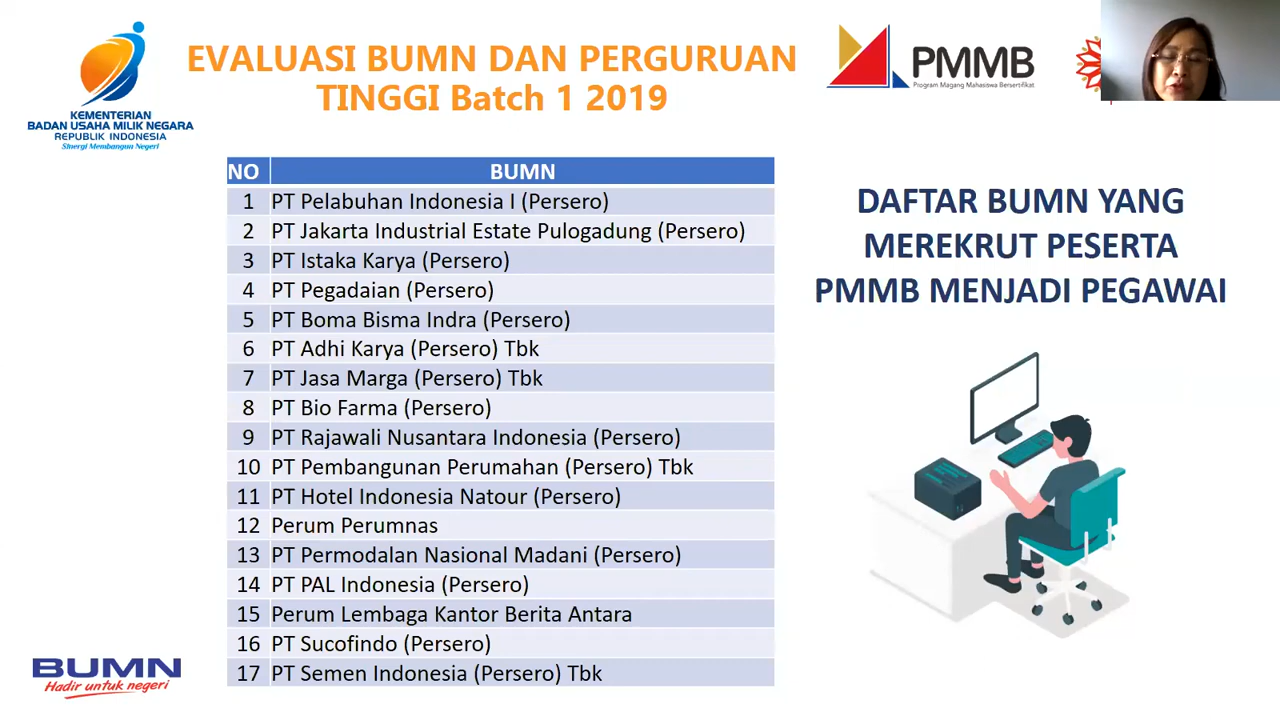 EVALUASI BUMN DAN PERGURUAN
TINGGI Batch 1 2019
KEMENTERIAN
BADAN USAHA MILIK NEGARA
REPUBLIK INDONESIA
Sinergi Membangun Negeri
PMMB
Program Magang Mahasiswa Bersertifikat
NO BUMN
1 PT Pelabuhan Indonesia I (Persero)
2 PT Jakarta Industrial Estate Pulogadung (Persero)
3 PT Istaka Karya (Persero)
4 PT Pegadaian (Persero)
5 PT Boma Bisma Indra (Persero)
6 PT Adhi Karya (Persero) Tbk
7 PT Jasa Marga (Persero) Tbk
8 PT Bio Farma (Persero)
9 PT Rajawali Nusantara Indonesia (Persero)
10 PT Pembangunan Perumahan (Persero) Tbk
11 PT Hotel Indonesia Natour (Persero)
12 Perum Perumnas
13 PT Permodalan Nasional Madani (Persero)
14 PT PAL Indonesia (Persero)
15 Perum Lembaga Kantor Berita Antara
16 PT Sucofindo (Persero)
17 PT Semen Indonesia (Persero) Tbk
DAFTAR BUMN YANG
MEREKRUT PESERTA
PMMB MENJADI PEGAWAI
BUMN
Hadir untuk negeri